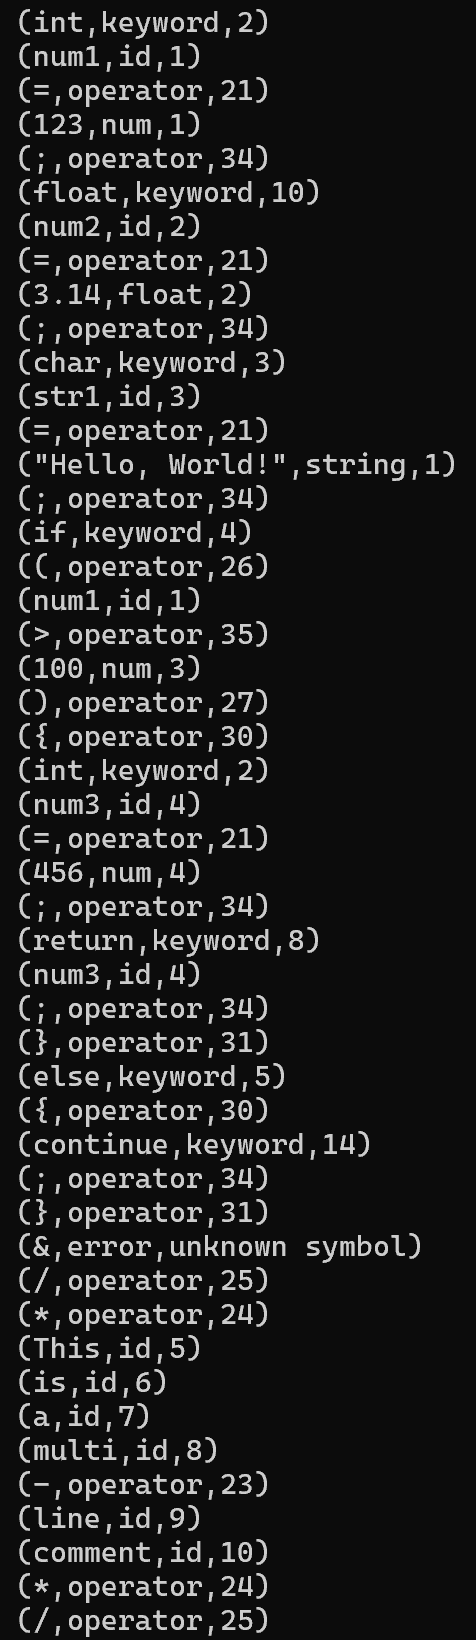 (int,keyword,2)
(num1,id,1)
(=,operator,21)
(123,num,1)
(;,operator,34)
(float,keyword,10)
(num2,id,2)
(=,operator,21)
(3.14,float,2)
(;,operator,34)
(char,keyword,3)
(str1,id,3)
(=,operator,21)
("Hello, World!",string,1)
(;,operator,34)
(if,keyword,4)
((,operator,26)
(num1,id,1)
(>,operator,35)
(100,num,3)
(),operator,27)
({,operator,30)
(int,keyword,2)
(num3,id,4)
(=,operator,21)
(456,num,4)
(;,operator,34)
(return,keyword,8)
(num3,id,4)
(;,operator,34)
(},operator,31)
(else,keyword,5)
({,operator,30)
(continue,keyword,14)
(;,operator,34)
(},operator,31)
(&,error,unknown symbol)
(/,operator,25)
(*,operator,24)
(This,id,5)
(is,id,6)
(a,id,7)
(multi,id,8)
(-,operator,23)
(line,id,9)
(comment,id,10)
(*,operator,24)
(/,operator,25)